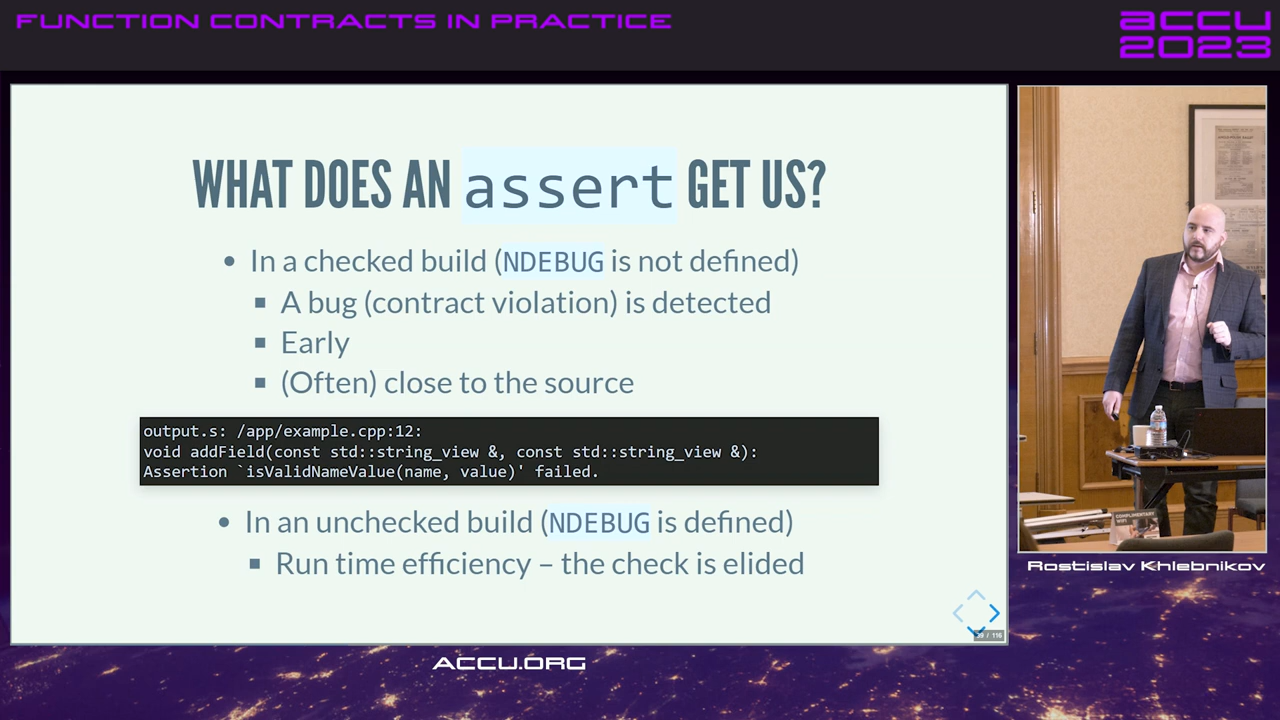 FUNCTION CONTRACTS IN PRACTICE
accu
2023
WHAT DOES AN assert GET US?
• In a checked build (NDEBUG is not defined)
▪ A bug (contract violation) is detected
▪ Early
▪ (Often) close to the source
output.s: /app/example.cpp:12:
void addField(const std::string_view &, const std::string_view &):
Assertion `isValidNameValue(name, value)' failed.
• In an unchecked build (NDEBUG is defined)
▪ Run time efficiency – the check is elided
/ 116
COMPLIMENTARY
WIFI
Rostislav Khlebnikov
ACCU.ORG